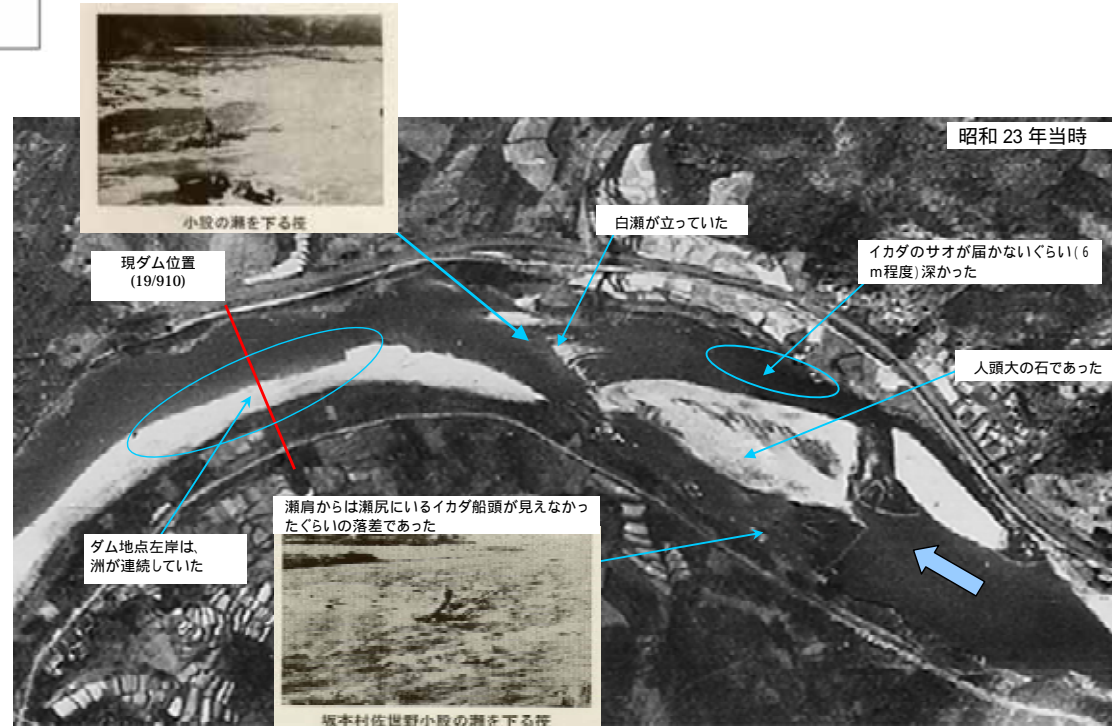 昭和 23 年当時
小股の瀬を下る筏
白瀬が立っていた
現ダム位置
(19/910)
イカダのサオが届かないぐらい(6
m程度)深かった
人頭大の石であった
瀬肩からは瀬尻にいるイカダ船頭が見えなかっ
たぐらいの落差であった
ダム地点左岸は、
洲が連続していた
坂本村佐世野小股の瀬を下る筏